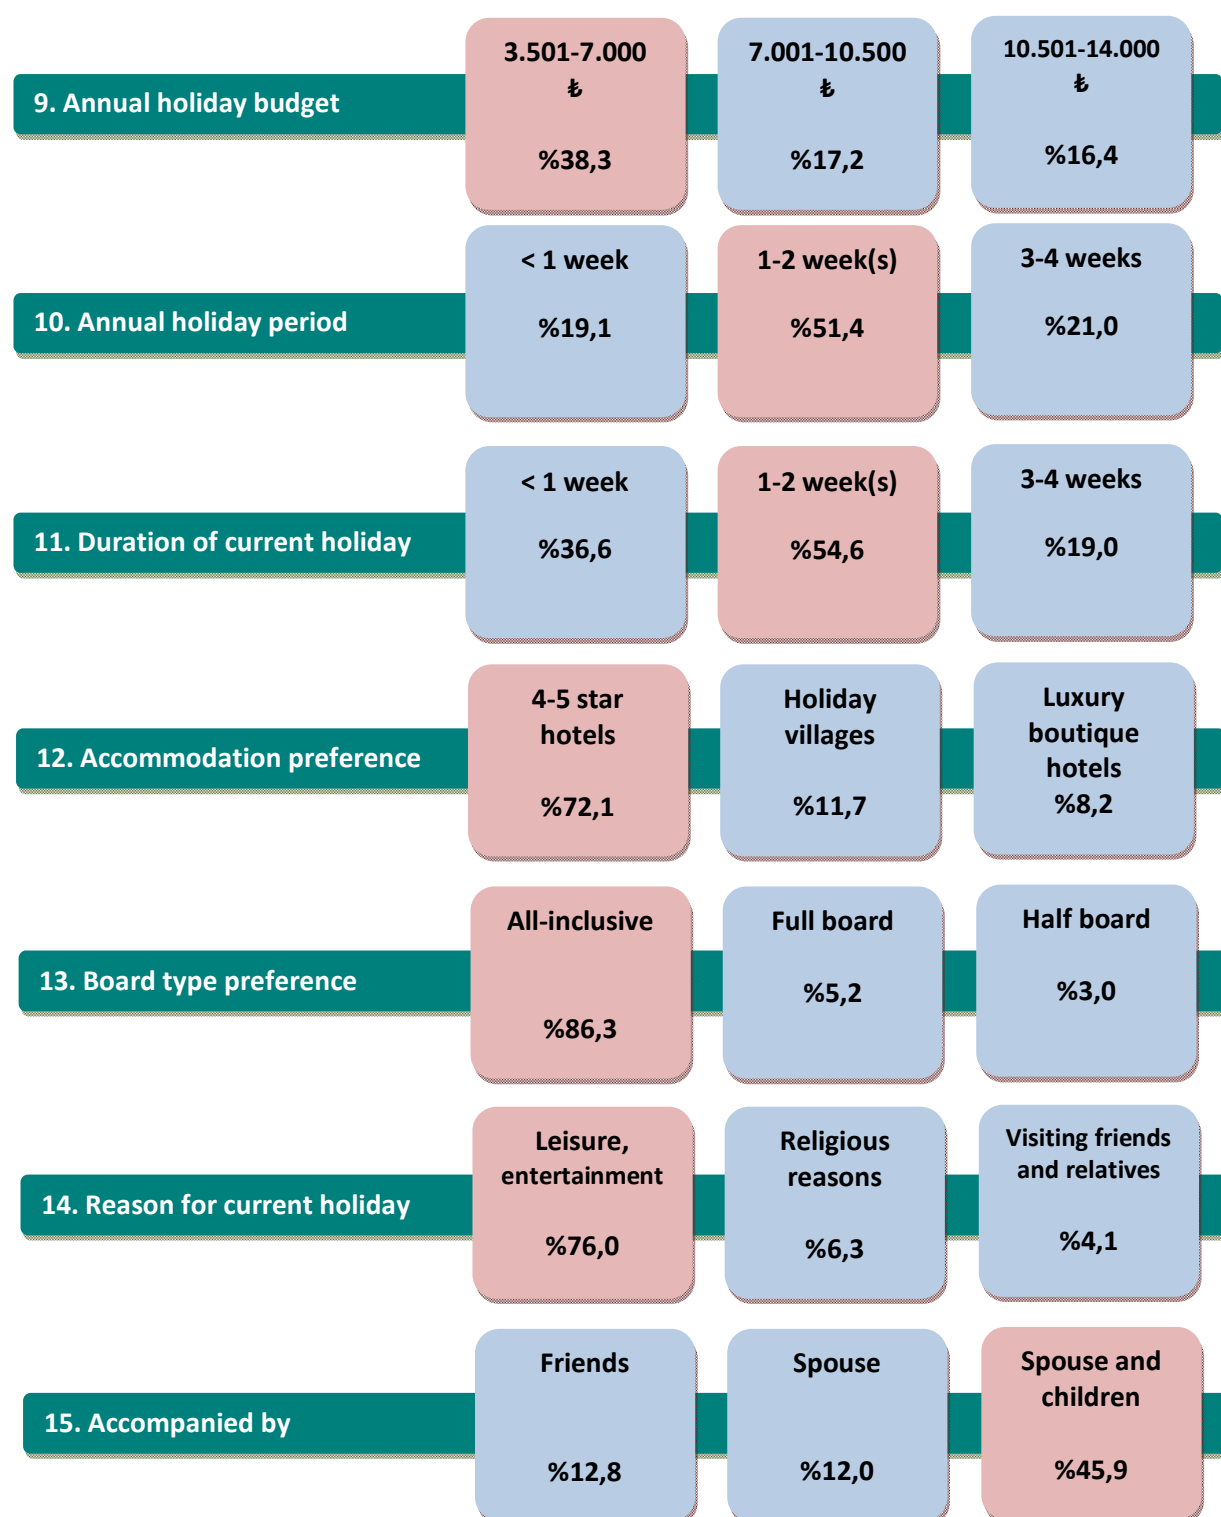 9. Annual holiday budget
3.501-7.000
₺
%38,3
7.001-10.500
₺
%17,2
10.501-14.000
₺
%16,4
10. Annual holiday period
< 1 week
%19,1
1-2 week(s)
%51,4
3-4 weeks
%21,0
11. Duration of current holiday
< 1 week
%36,6
1-2 week(s)
%54,6
3-4 weeks
%19,0
12. Accommodation preference
4-5 star
hotels
%72,1
Holiday
villages
%11,7
Luxury
boutique
hotels
%8,2
13. Board type preference
All-inclusive
%86,3
Full board
%5,2
Half board
%3,0
14. Reason for current holiday
Leisure,
entertainment
%76,0
Religious
reasons
%6,3
Visiting friends
and relatives
%4,1
15. Accompanied by
Friends
%12,8
Spouse
%12,0
Spouse and
children
%45,9